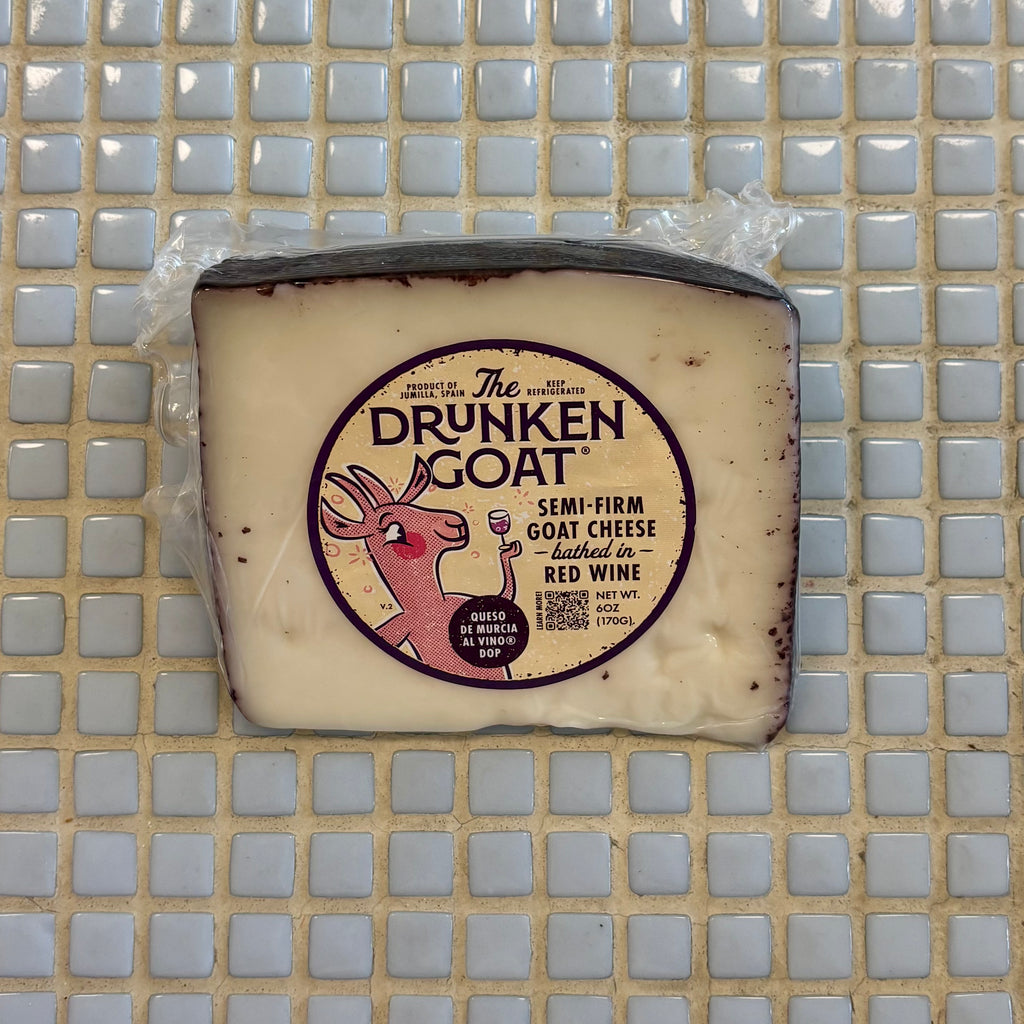 The
PRODUCT OF
JUMILLA, SPAIN
KEEP
REFRIGERATED
DRUNKEN
GOAT®
SEMI-FIRM
GOAT CHEESE
– bathed in –
RED WINE
LEARN MORE!
NET WT.
6OZ
(170G)
V.2
QUESO
DE MURCIA
AL VINO®
DOP